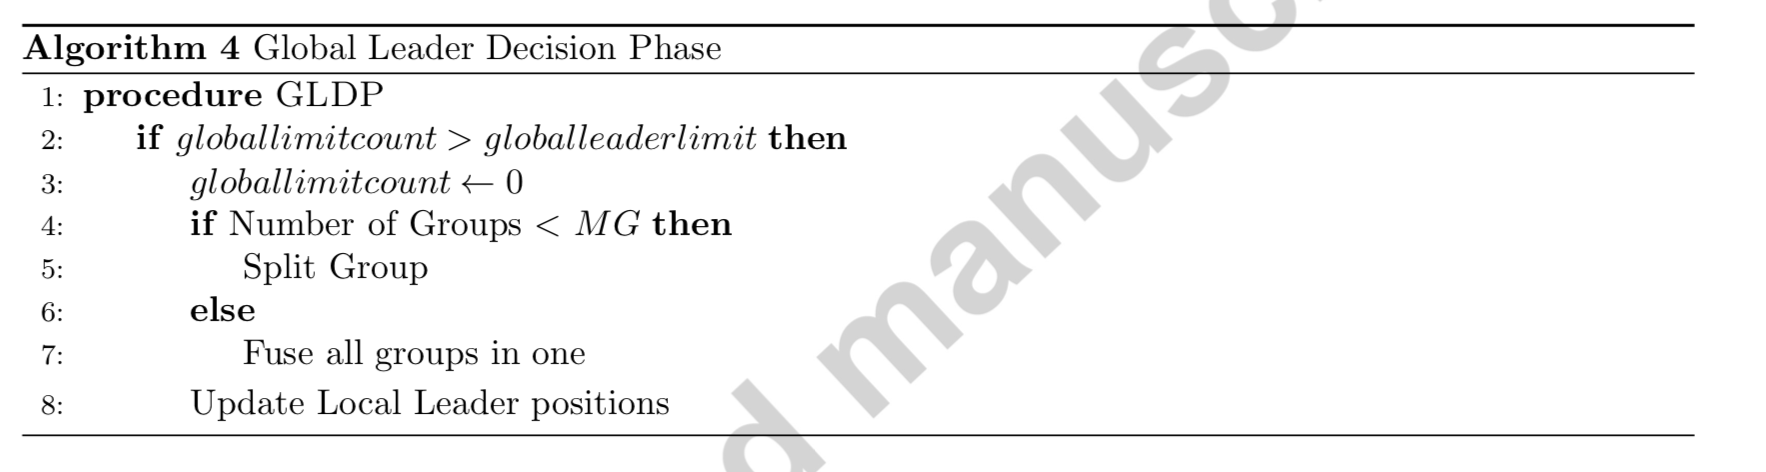 Algorithm 4 Global Leader Decision Phase
1: procedure GLDP
2: if globallimitcount > globalleaderlimit then
3: globallimitcount ← 0
4: if Number of Groups < MG then
5: Split Group
6: else
7: Fuse all groups in one
8: Update Local Leader positions
d manusc